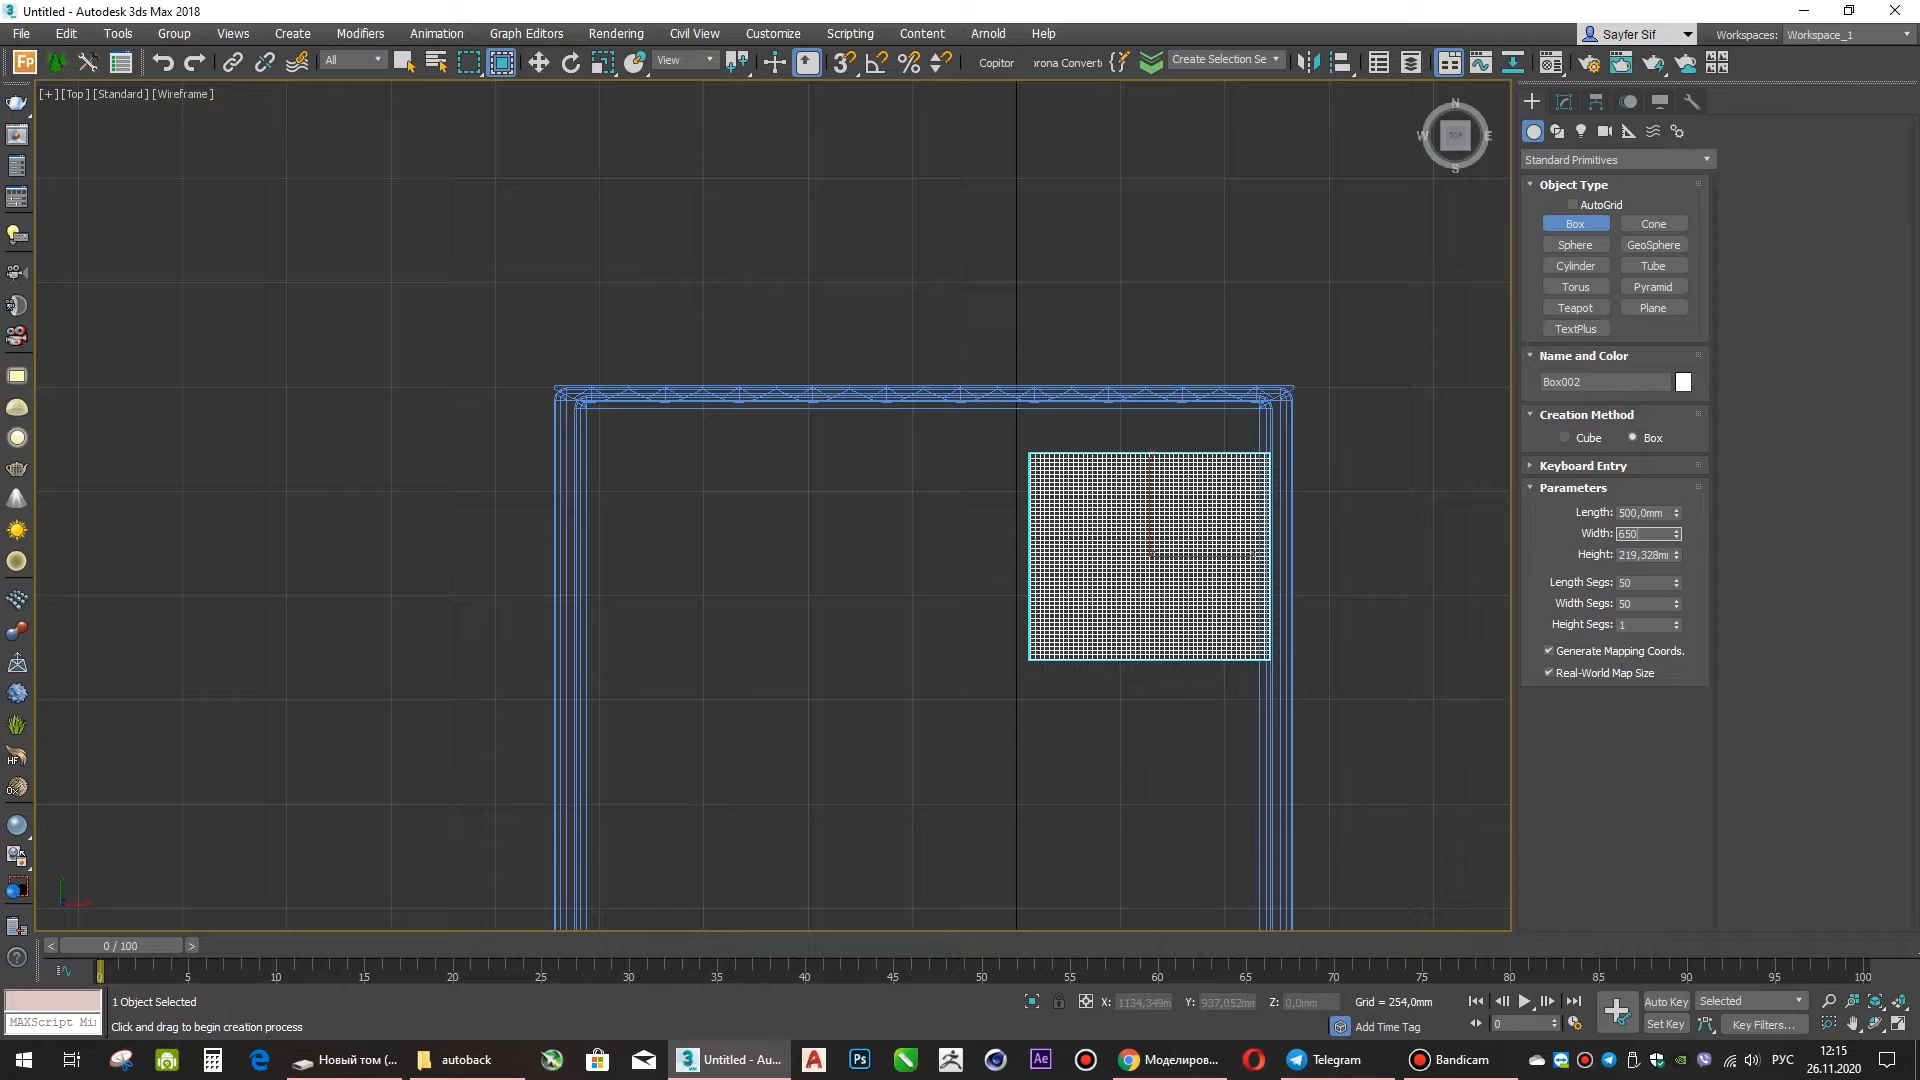 Untitled - Autodesk 3ds Max 2018
File Edit Tools Group Views Create Modifiers Animation Graph Editors Rendering Civil View Customize Scripting Content Arnold Help
Sayfer Sif Workspaces: Workspace_1
All View Copitor rona Converti Create Selection Se
[+] [Top] [Standard] [Wireframe]
N
W TOP E
S
Standard Primitives
Object Type
AutoGrid
Box Cone
Sphere GeoSphere
Cylinder Tube
Torus Pyramid
Teapot Plane
TextPlus
Name and Color
Box002
Creation Method
Cube Box
Keyboard Entry
Parameters
Length: 500,0mm
Width: 650
Height: 219,328m
Length Segs: 50
Width Segs: 50
Height Segs: 1
Generate Mapping Coords.
Real-World Map Size
< 0 / 100 >
0 5 10 15 20 25 30 35 40 45 50 55 60 65 70 75 80 85 90 95 100
1 Object Selected
X: 1134,349m Y: 937,052mm Z: 0,0mm Grid = 254,0mm
Auto Key Selected
MAXScript Mi
Click and drag to begin creation process
Add Time Tag
0
Set Key Key Filters...
Новый том (... autoback Untitled - Au... Моделиров... Telegram Bandicam РУС
12:15
26.11.2020